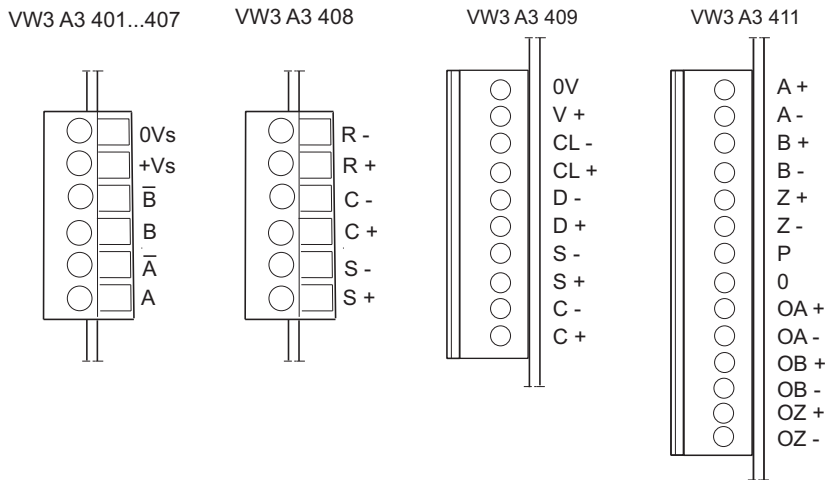 VW3 A3 401...407
0Vs
+Vs
B̅
B
A̅
A
VW3 A3 408
R -
R +
C -
C +
S -
S +
VW3 A3 409
0V
V +
CL -
CL +
D -
D +
S -
S +
C -
C +
VW3 A3 411
A +
A -
B +
B -
Z +
Z -
P
0
OA +
OA -
OB +
OB -
OZ +
OZ -